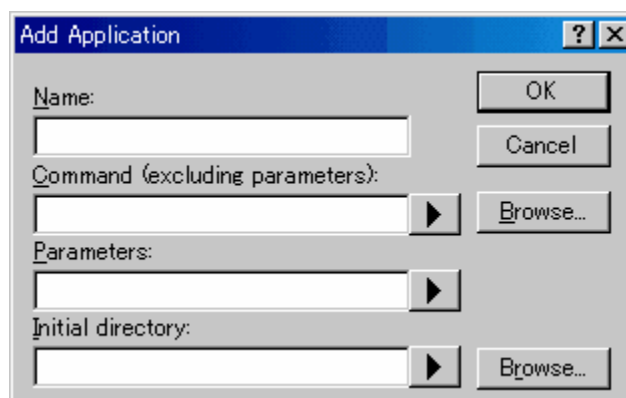 Add Application
Name:
OK
Cancel
Command (excluding parameters):
Browse...
Parameters:
Initial directory:
Browse...